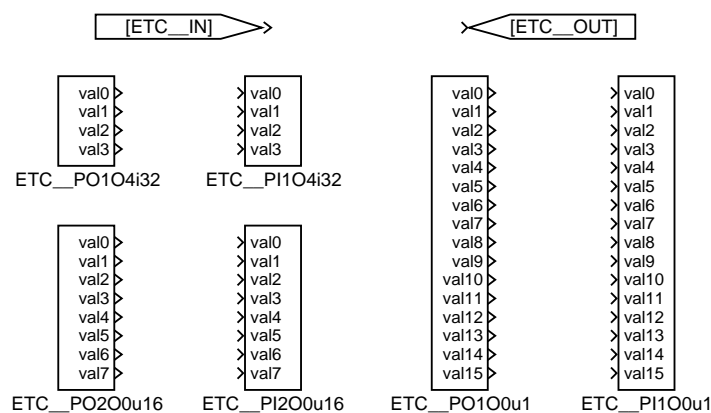 [ETC__IN]
[ETC__OUT]
val0
val1
val2
val3
ETC__PO1O4i32
val0
val1
val2
val3
ETC__PI1O4i32
val0
val1
val2
val3
val4
val5
val6
val7
ETC__PO2O0u16
val0
val1
val2
val3
val4
val5
val6
val7
ETC__PI2O0u16
val0
val1
val2
val3
val4
val5
val6
val7
val8
val9
val10
val11
val12
val13
val14
val15
ETC__PO1O0u1
val0
val1
val2
val3
val4
val5
val6
val7
val8
val9
val10
val11
val12
val13
val14
val15
ETC__PI1O0u1